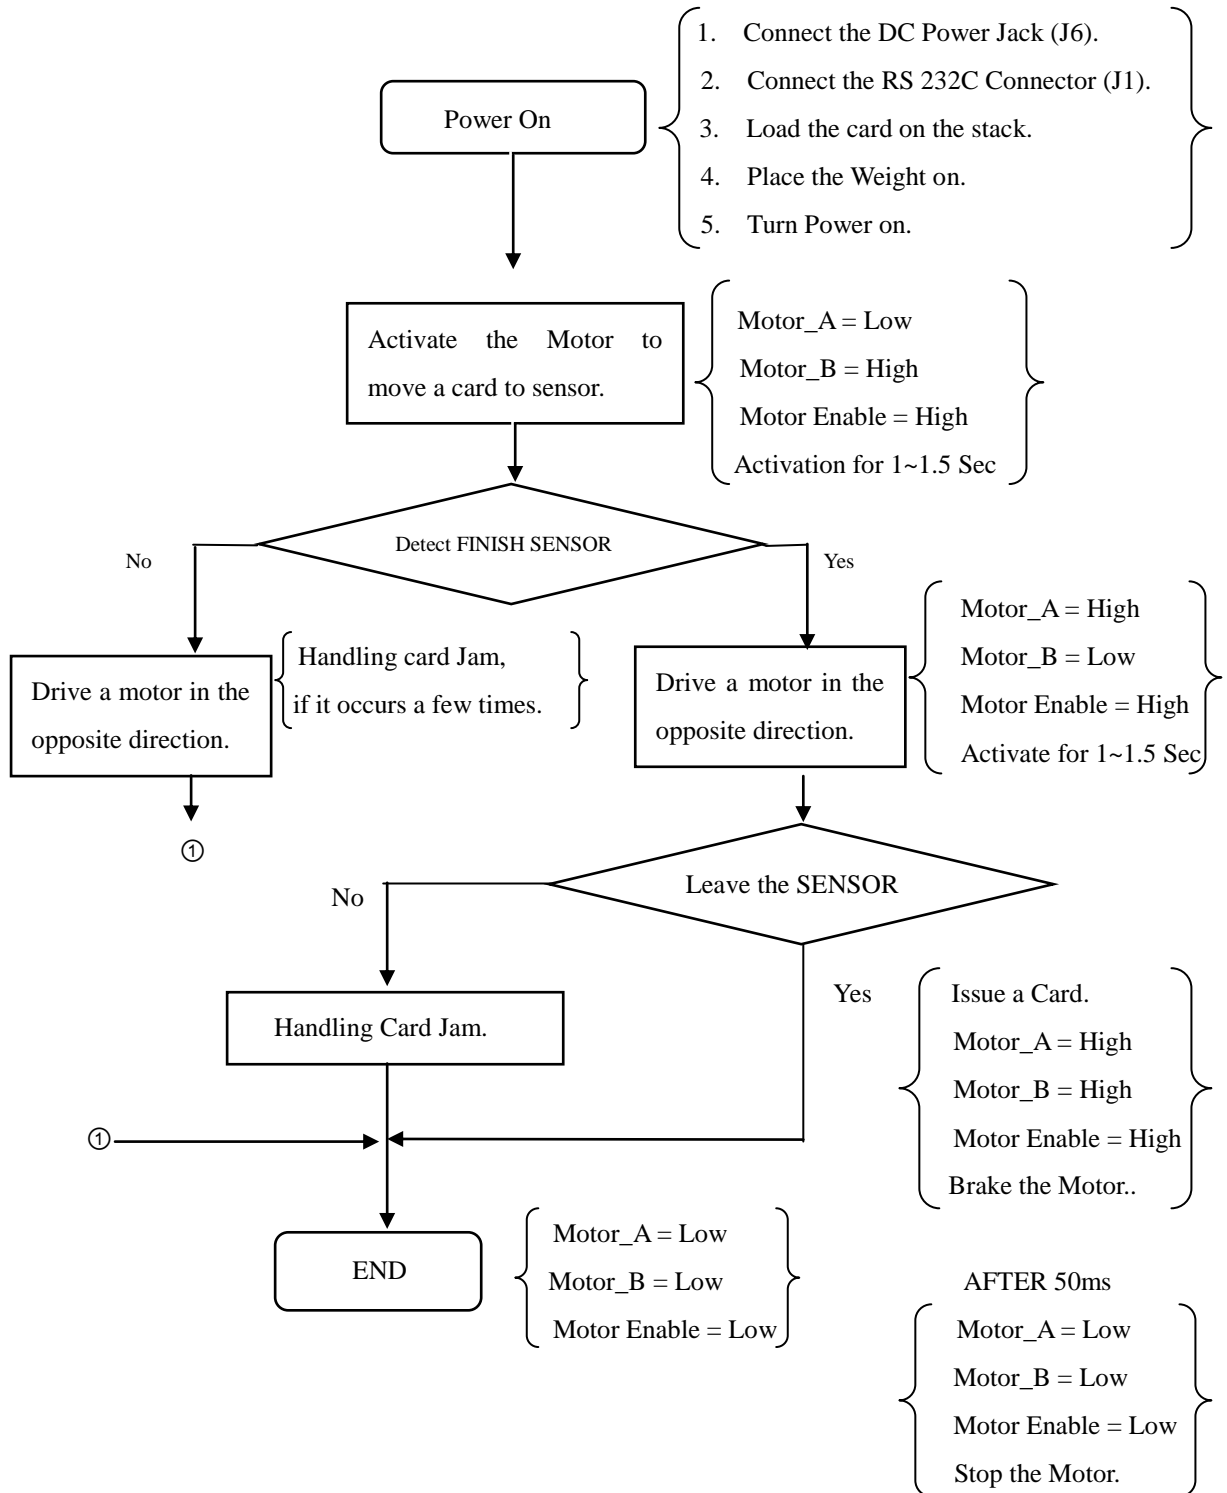 Power On
1. Connect the DC Power Jack (J6).
2. Connect the RS 232C Connector (J1).
3. Load the card on the stack.
4. Place the Weight on.
5. Turn Power on.
Activate the Motor to
move a card to sensor.
Motor_A = Low
Motor_B = High
Motor Enable = High
Activation for 1~1.5 Sec
Detect FINISH SENSOR
No
Yes
Drive a motor in the
opposite direction.
Handling card Jam,
if it occurs a few times.
Drive a motor in the
opposite direction.
Motor_A = High
Motor_B = Low
Motor Enable = High
Activate for 1~1.5 Sec
①
Leave the SENSOR
No
Yes
Handling Card Jam.
Issue a Card.
Motor_A = High
Motor_B = High
Motor Enable = High
Brake the Motor..
①
END
Motor_A = Low
Motor_B = Low
Motor Enable = Low
AFTER 50ms
Motor_A = Low
Motor_B = Low
Motor Enable = Low
Stop the Motor.